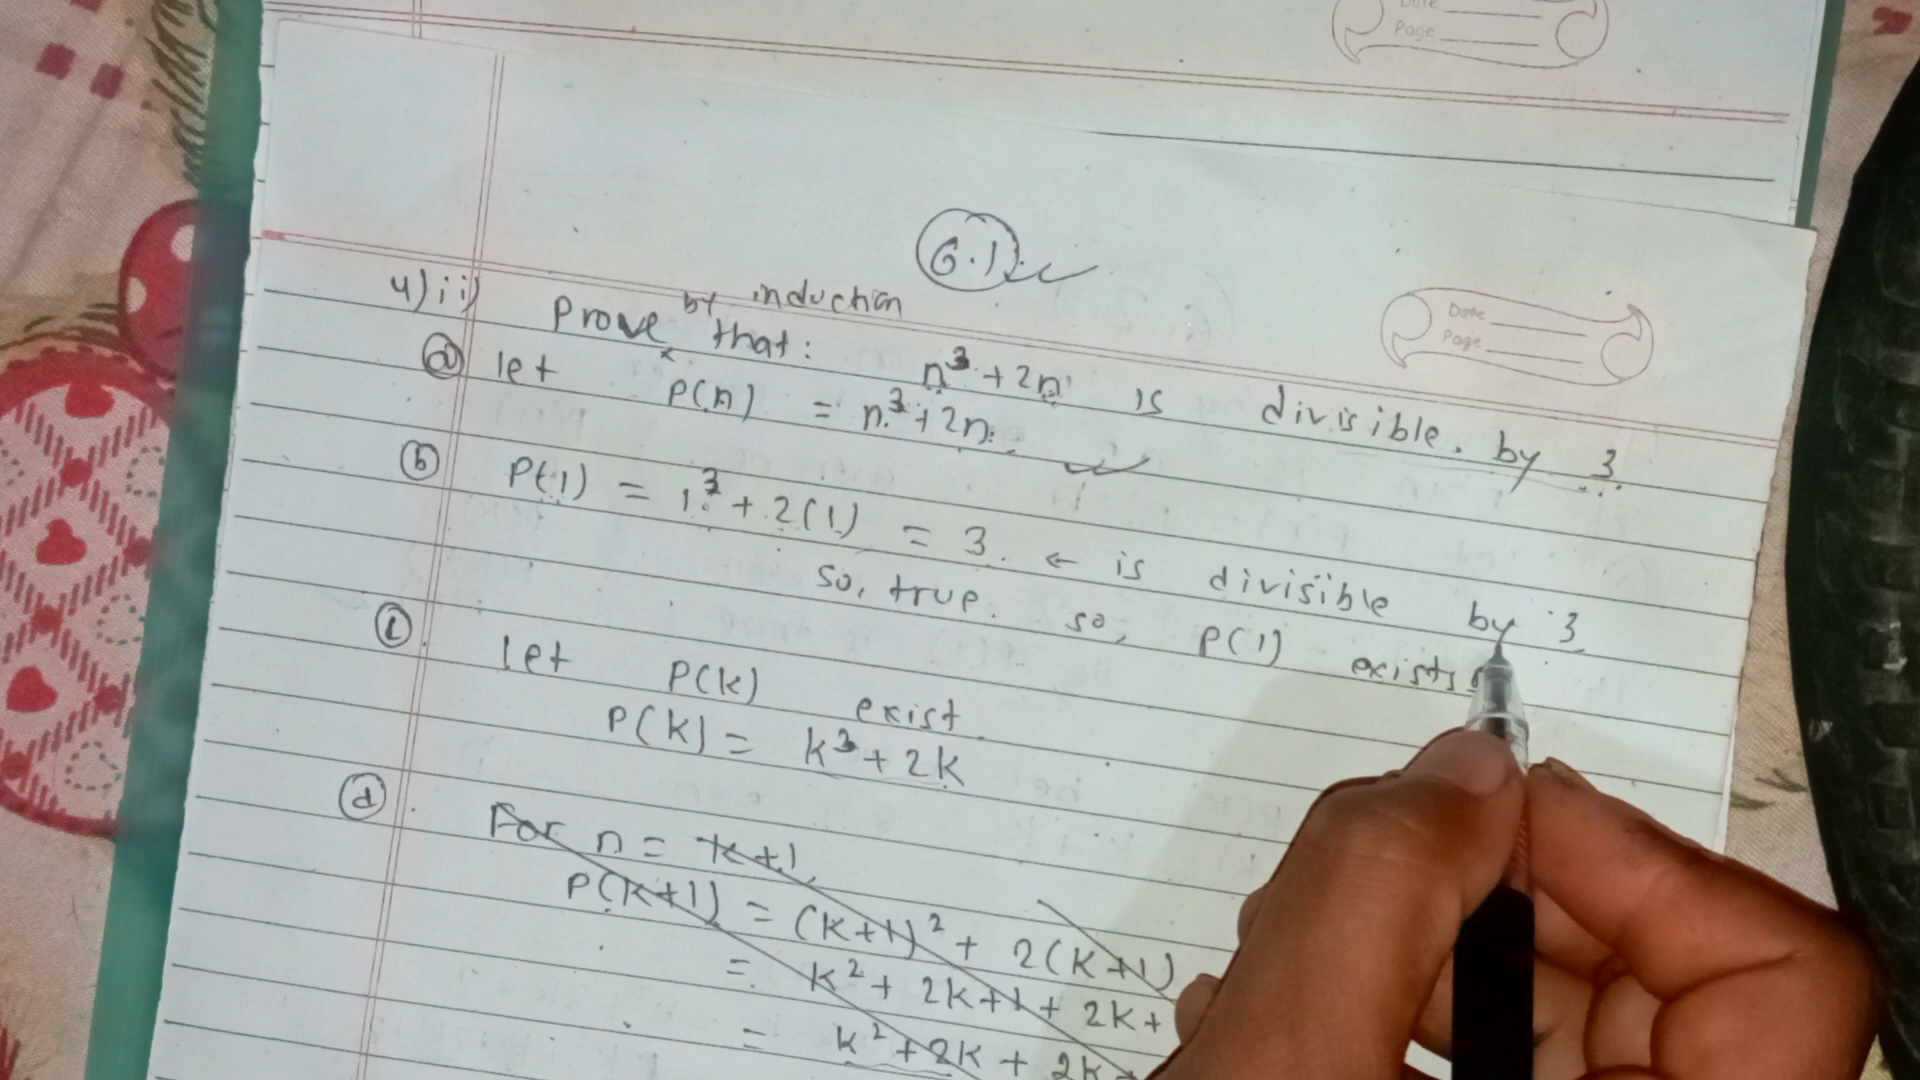 Date
Page
6.1
Date
Page
4) ii) Prove by induction that: n³ + 2n is divisible by 3
(a) let P(n) = n³ + 2n
(b) P(1) = 1³ + 2(1) = 3 ← is divisible by 3
so, true. so, P(1) exists
(c) let P(k) exist
P(k) = k³ + 2k
(d) For n = k+1
P(k+1) = (k+1)² + 2(k+1)
= k² + 2k + 1 + 2k +
= k² + 2k + 2k +